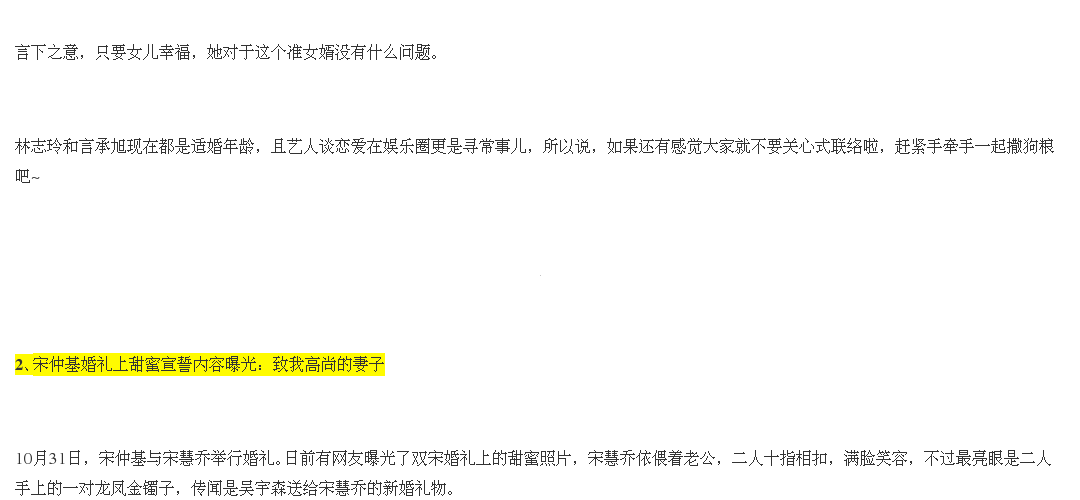 言下之意，只要女儿幸福，她对于这个准女婿没有什么问题。
林志玲和言承旭现在都是适婚年龄，且艺人谈恋爱在娱乐圈更是寻常事儿，所以说，如果还有感觉大家就不要关心式联络啦，赶紧手牵手一起撒狗粮
吧~
2、宋仲基婚礼上甜蜜宣誓内容曝光：致我高尚的妻子
10月31日，宋仲基与宋慧乔举行婚礼。日前有网友曝光了双宋婚礼上的甜蜜照片，宋慧乔依偎着老公，二人十指相扣，满脸笑容，不过最亮眼是二人
手上的一对龙凤金镯子，传闻是吴宇森送给宋慧乔的新婚礼物。